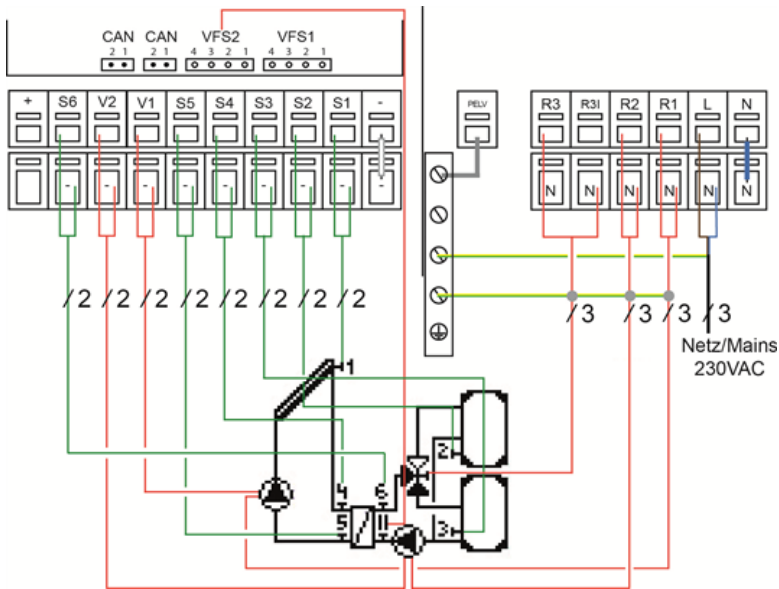 CAN CAN VFS2 VFS1
2 1 2 1 4 3 2 1 4 3 2 1
+ S6 V2 V1 S5 S4 S3 S2 S1 -
- - - - - - - - -
PELV
R3 R3I R2 R1 L N
N N N N N N
/2 /2 /2 /2 /2 /2 /2 /2
/3 /3 /3 /3
Netz/Mains
230VAC
1
2
4 6
5 11
3